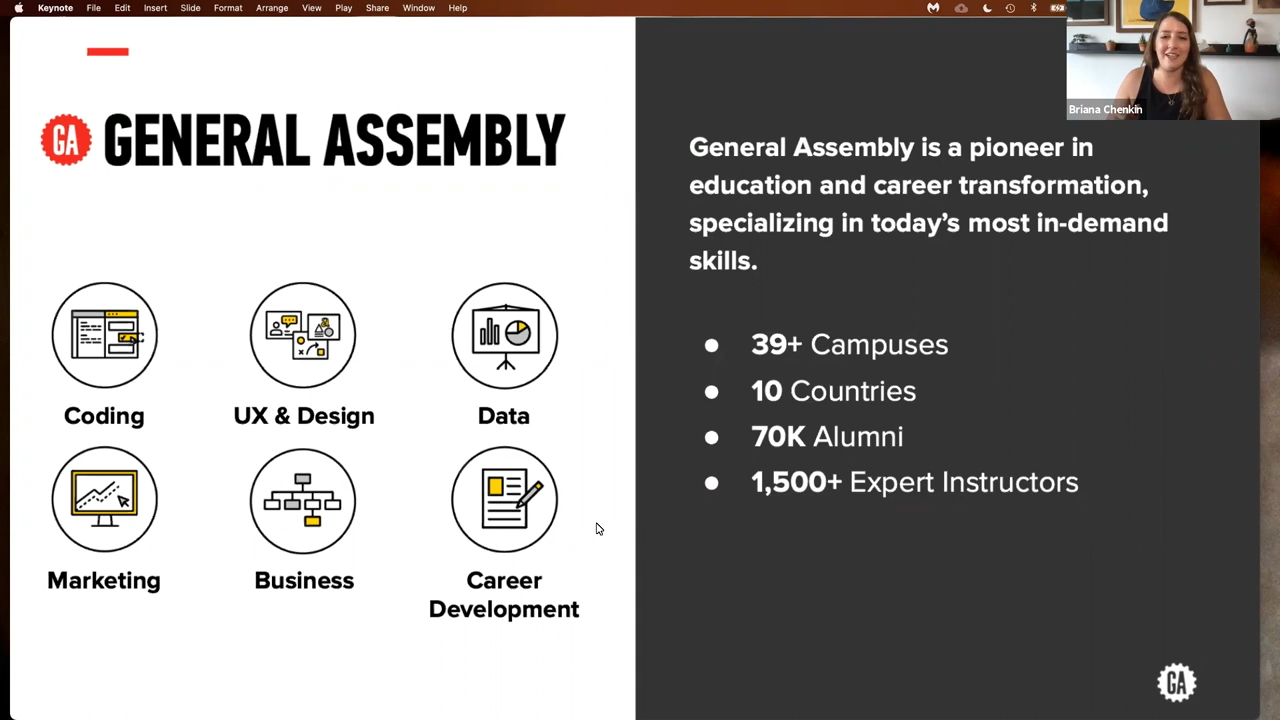 Keynote File Edit Insert Slide Format Arrange View Play Share Window Help
Briana Chenkin
GA GENERAL ASSEMBLY
Coding UX & Design Data
Marketing Business Career
Development
General Assembly is a pioneer in
education and career transformation,
specializing in today’s most in-demand
skills.
● 39+ Campuses
● 10 Countries
● 70K Alumni
● 1,500+ Expert Instructors
GA